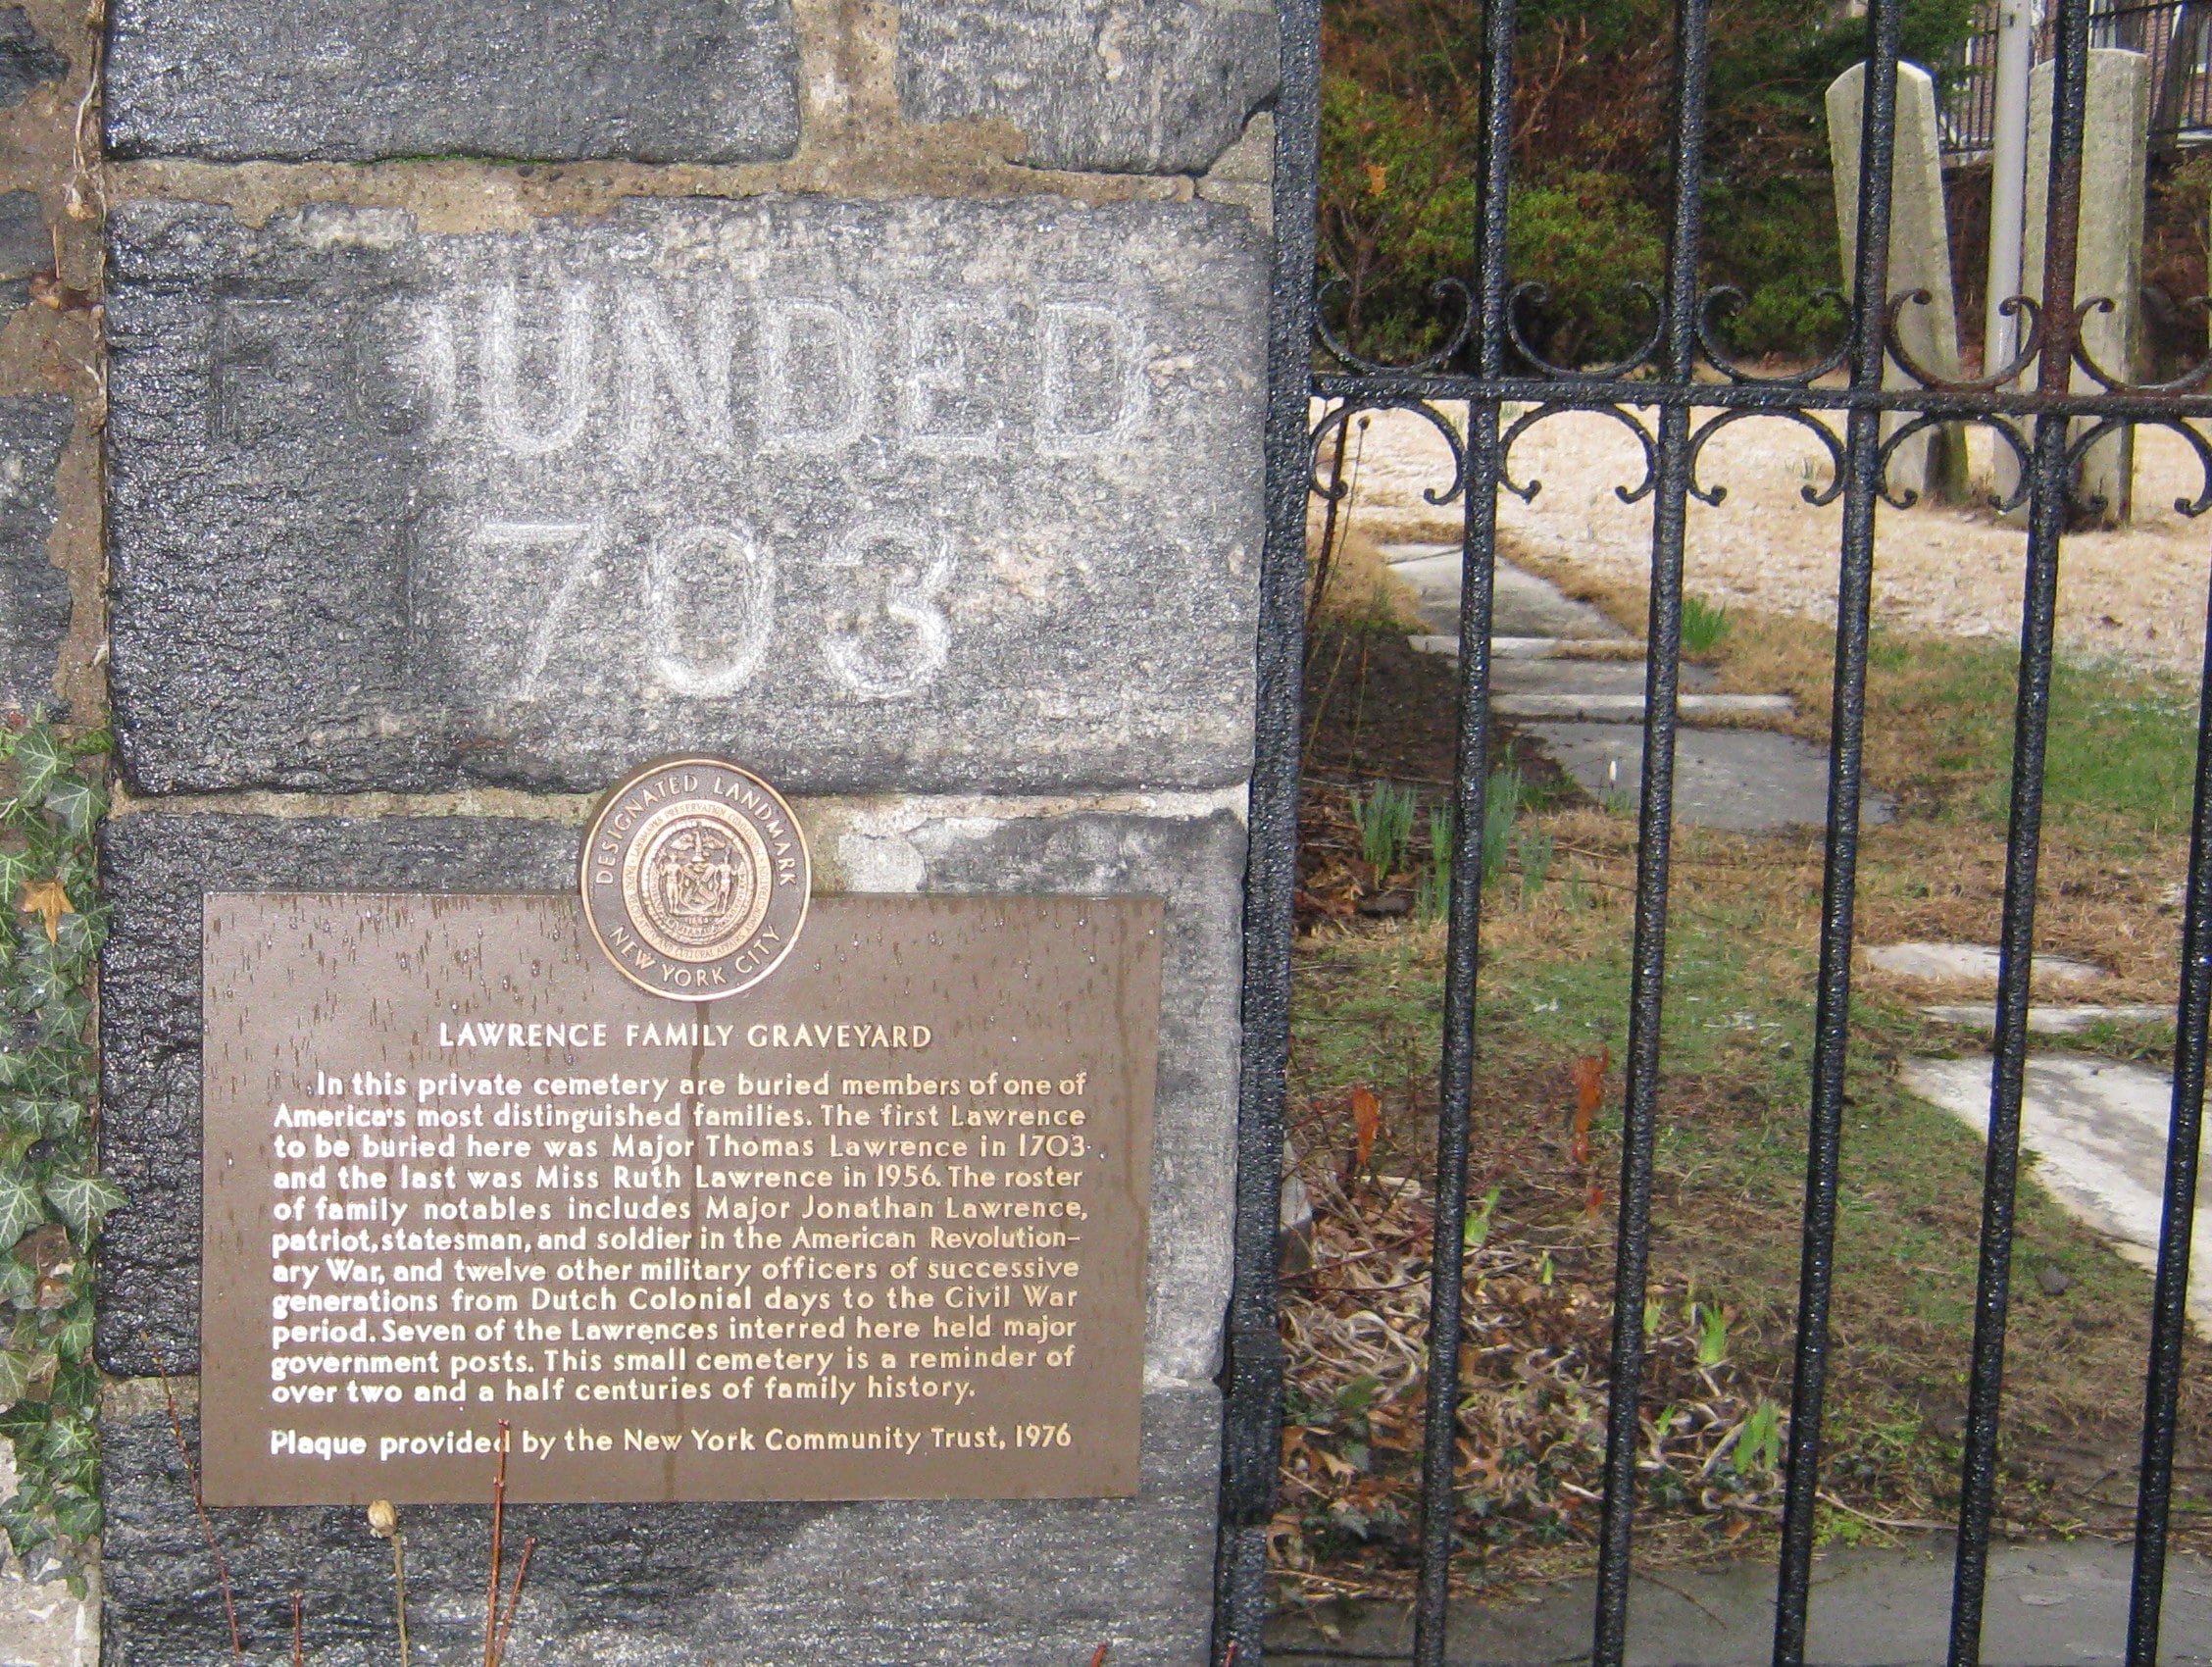 FOUNDED
1703
DESIGNATED LANDMARK
NEW YORK CITY
LAWRENCE FAMILY GRAVEYARD
In this private cemetery are buried members of one of
America's most distinguished families. The first Lawrence
to be buried here was Major Thomas Lawrence in 1703
and the last was Miss Ruth Lawrence in 1956. The roster
of family notables includes Major Jonathan Lawrence,
patriot, statesman, and soldier in the American Revolution-
ary War, and twelve other military officers of successive
generations from Dutch Colonial days to the Civil War
period. Seven of the Lawrences interred here held major
government posts. This small cemetery is a reminder of
over two and a half centuries of family history.
Plaque provided by the New York Community Trust, 1976